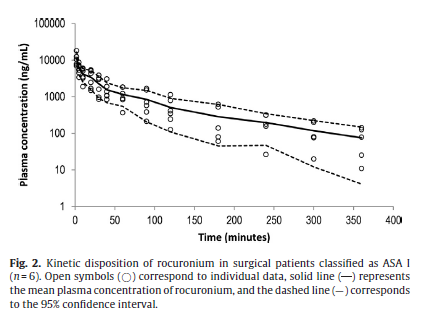 100000
10000
1000
100
10
1
Plasma concentration (ng/mL)
0 50 100 150 200 250 300 350 400
Time (minutes)
Fig. 2. Kinetic disposition of rocuronium in surgical patients classified as ASA I
(n = 6). Open symbols (○) correspond to individual data, solid line (—) represents
the mean plasma concentration of rocuronium, and the dashed line (–) corresponds
to the 95% confidence interval.